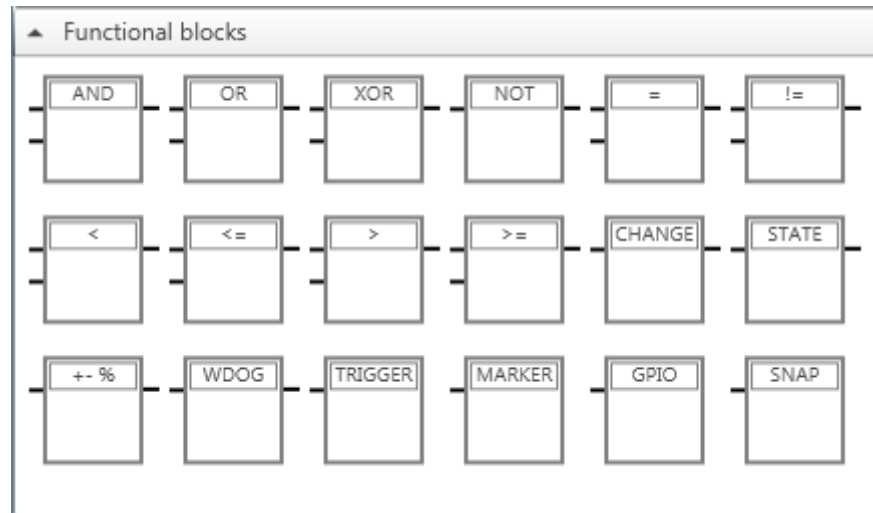 Functional blocks
AND OR XOR NOT = !=
< <= > >= CHANGE STATE
+- % WDOG TRIGGER MARKER GPIO SNAP